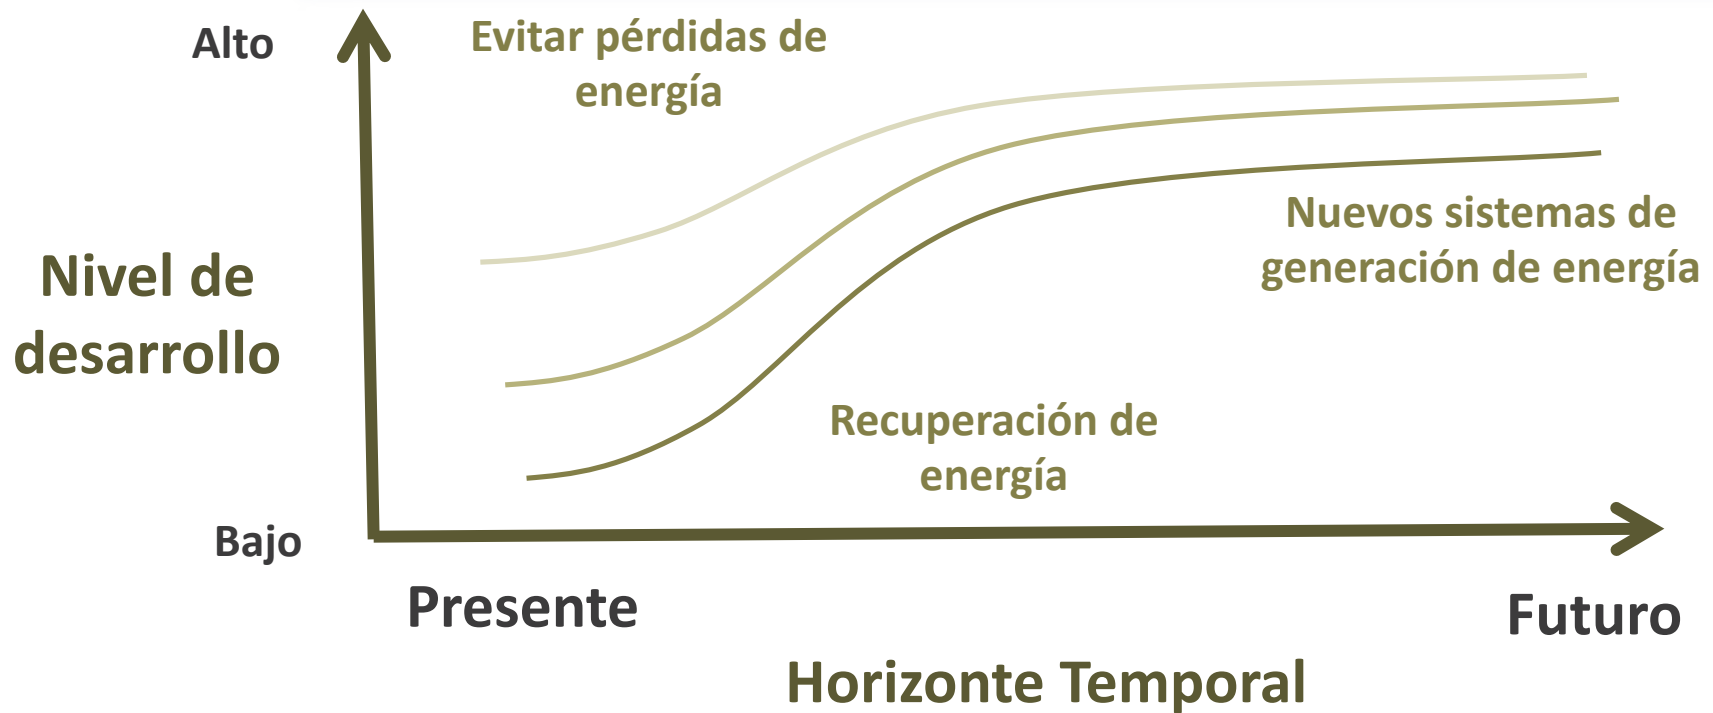 Alto
Evitar pérdidas de
energía
Nuevos sistemas de
generación de energía
Nivel de
desarrollo
Recuperación de
energía
Bajo
Presente
Futuro
Horizonte Temporal